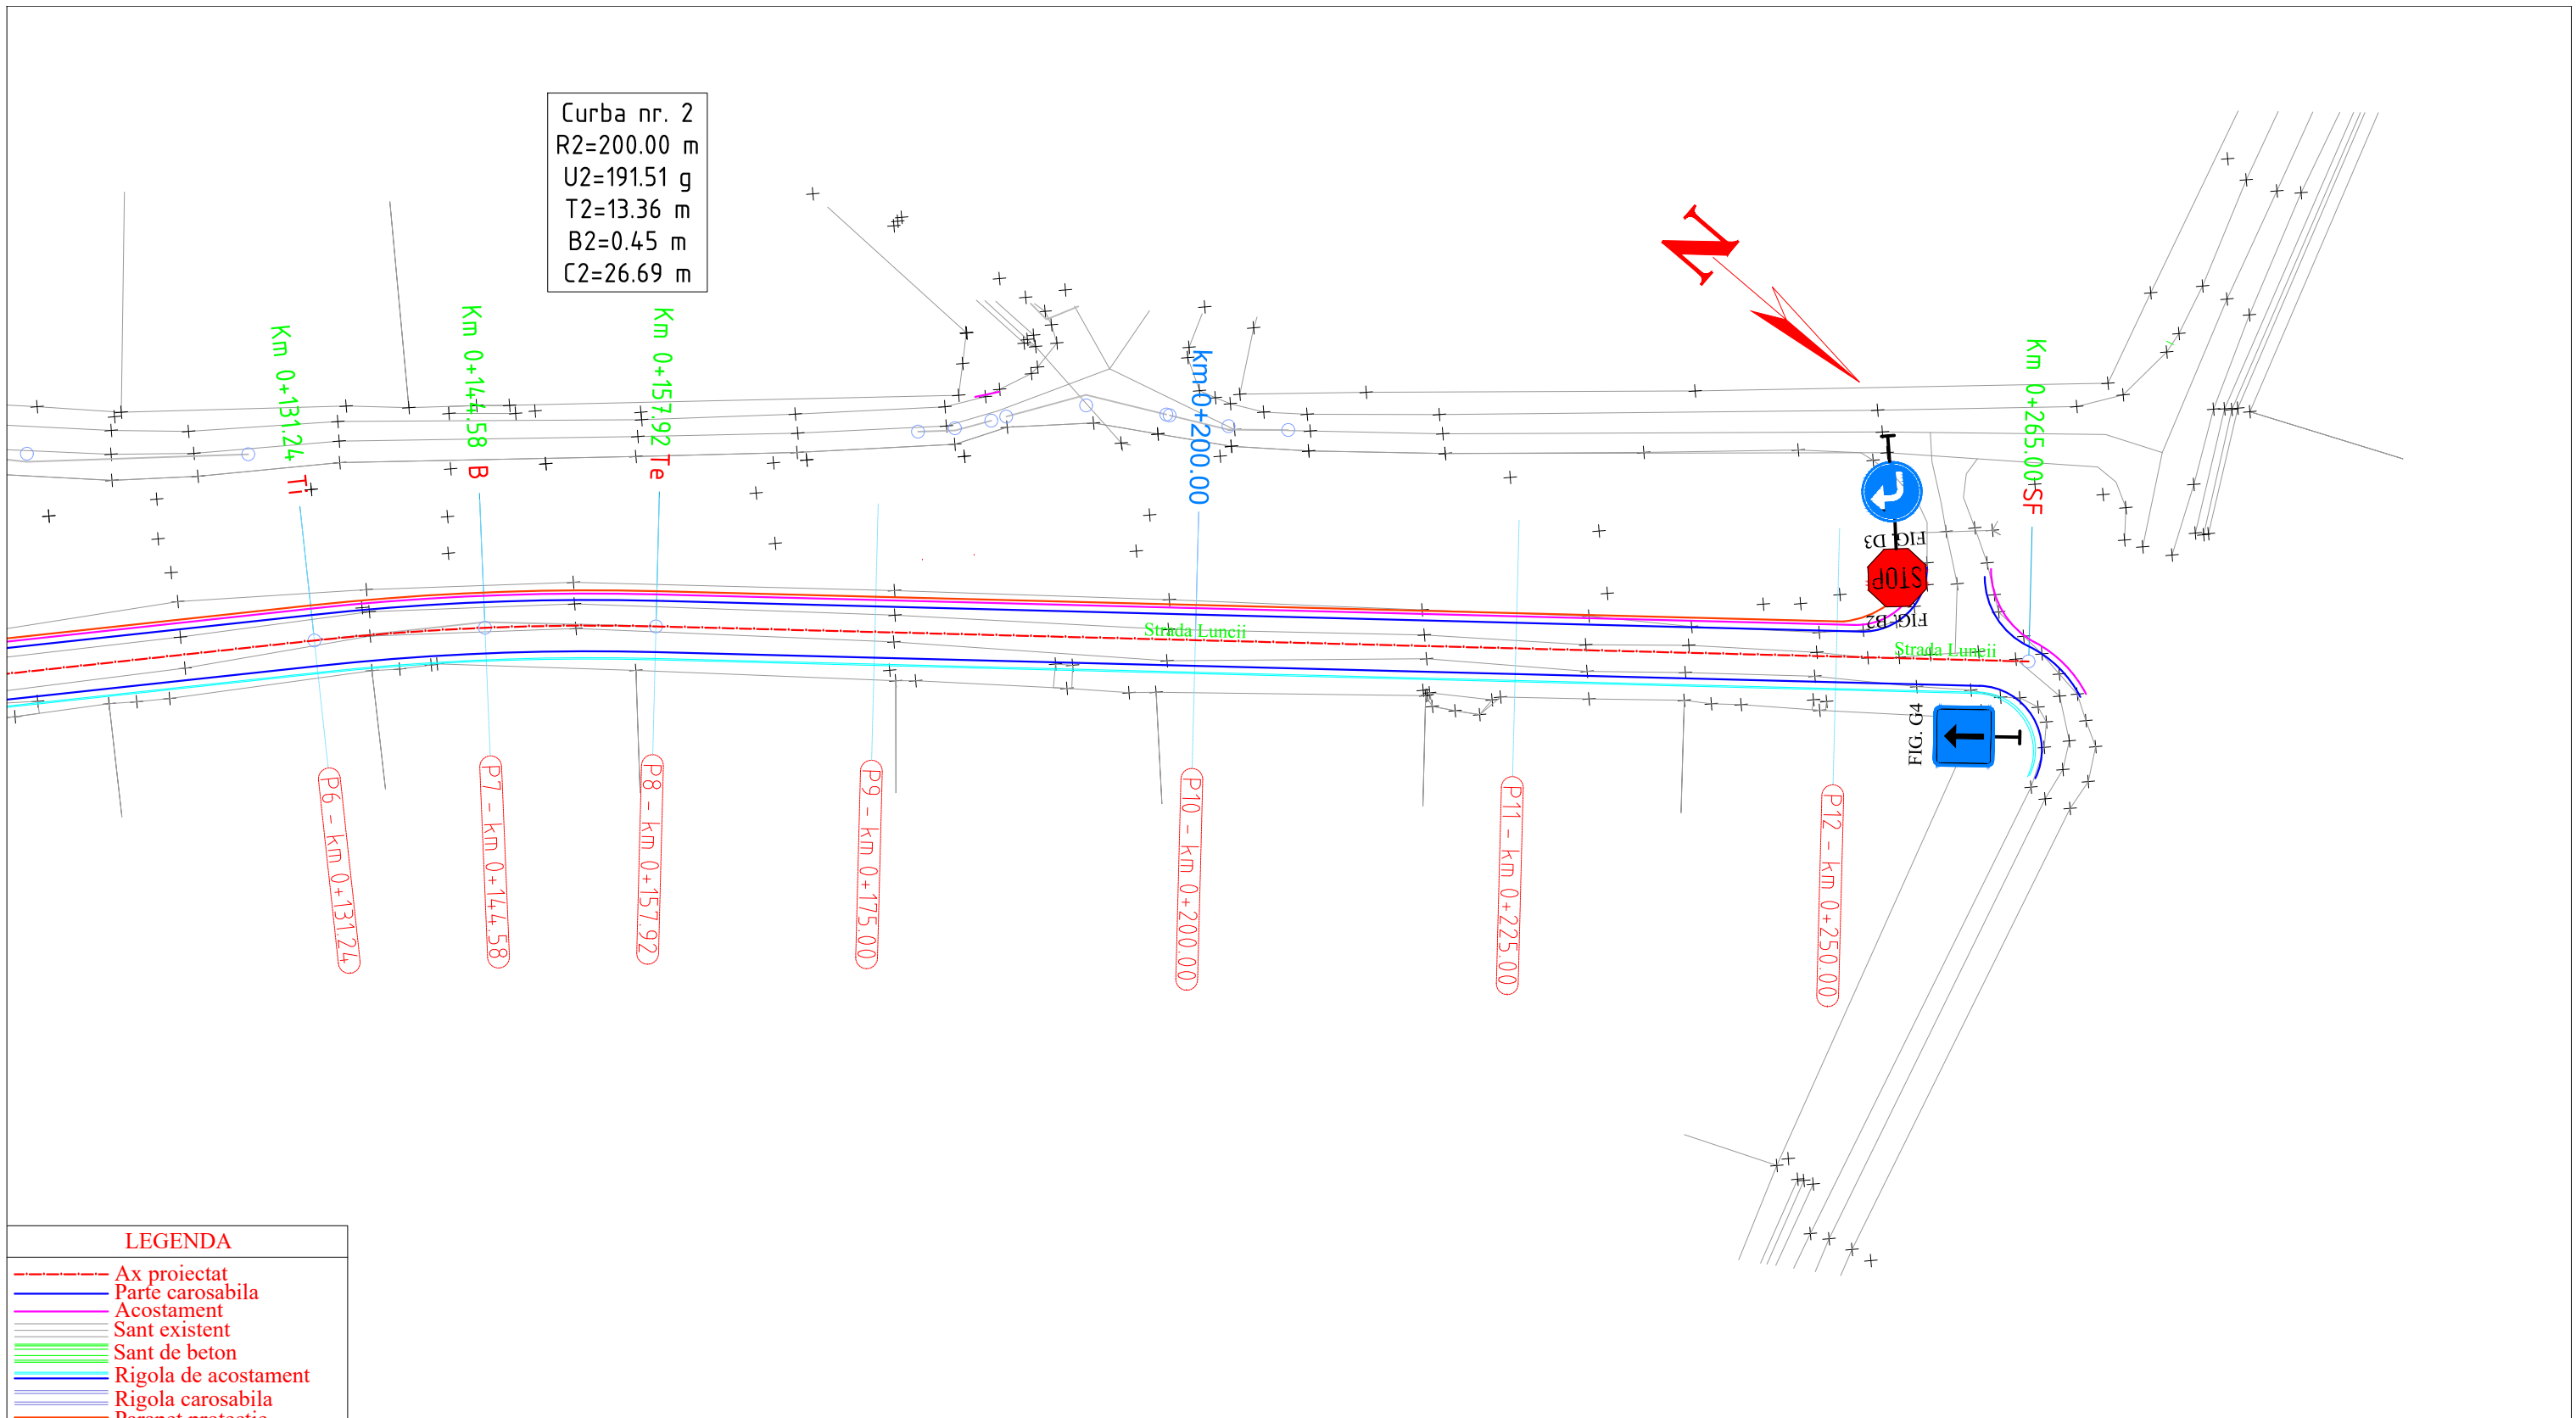 Curba nr. 2
R2=200.00 m
U2=191.51 g
T2=13.36 m
B2=0.45 m
C2=26.69 m
N
Km 0+131.24 Ti
Km 0+144.58 B
Km 0+157.92 Te
km 0+200.00
Km 0+265.00 SF
FIG. D3
STOP
FIG. B2
Strada Luncii
Strada Luncii
FIG. G4
P6 - km 0+131.24
P7 - km 0+144.58
P8 - km 0+157.92
P9 - km 0+175.00
P10 - km 0+200.00
P11 - km 0+225.00
P12 - km 0+250.00
LEGENDA
Ax proiectat
Parte carosabila
Acostament
Sant existent
Sant de beton
Rigola de acostament
Rigola carosabila
Parapet protectie